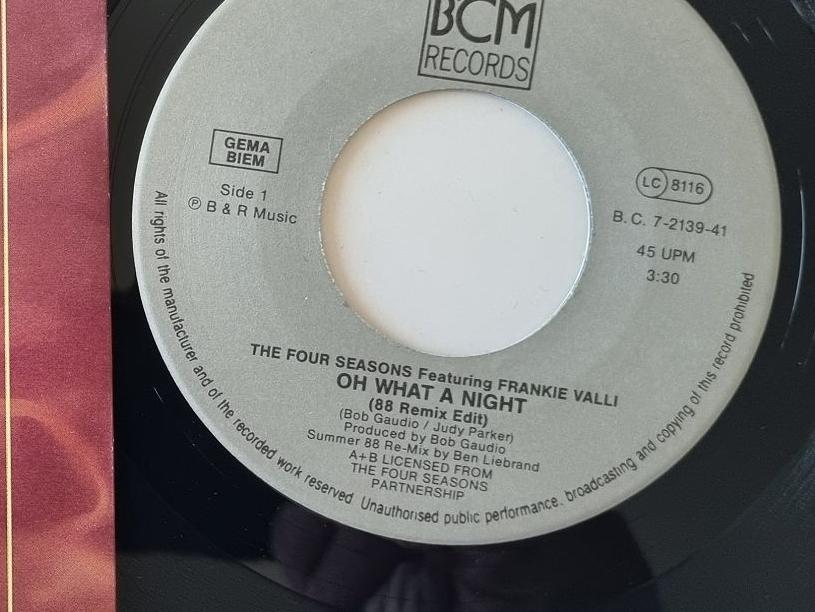 BCM
RECORDS
GEMA
BIEM
Side 1
Ⓟ B & R Music
LC 8116
B. C. 7-2139-41
45 UPM
3:30
THE FOUR SEASONS Featuring FRANKIE VALLI
OH WHAT A NIGHT
(88 Remix Edit)
(Bob Gaudio / Judy Parker)
Produced by Bob Gaudio
Summer 88 Re-Mix by Ben Liebrand
A+B LICENSED FROM
THE FOUR SEASONS
PARTNERSHIP
All rights of the manufacturer and of the recorded work reserved. Unauthorised public performance, broadcasting and copying of this record prohibited